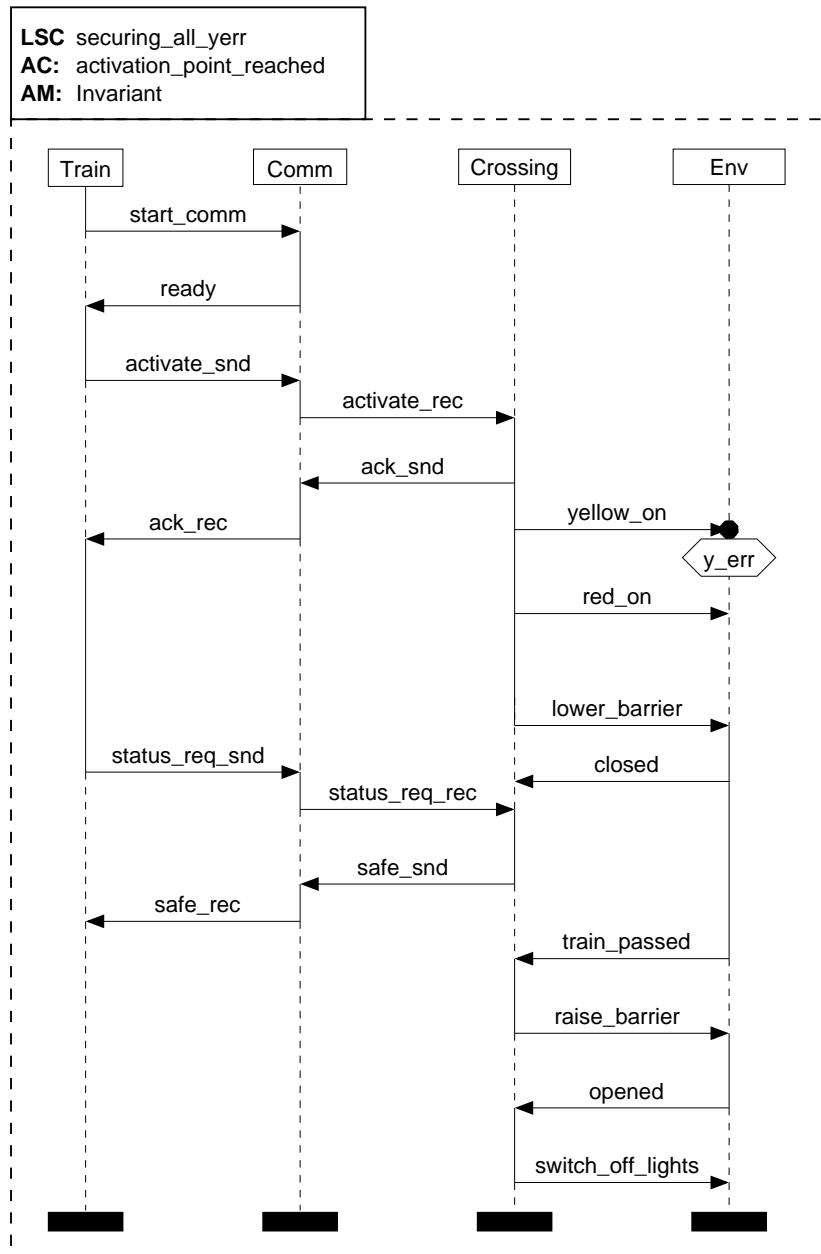 LSC securing_all_yerr
AC: activation_point_reached
AM: Invariant
Train Comm Crossing Env
start_comm
ready
activate_snd
activate_rec
ack_snd
ack_rec
yellow_on
y_err
red_on
lower_barrier
status_req_snd
closed
status_req_rec
safe_snd
safe_rec
train_passed
raise_barrier
opened
switch_off_lights